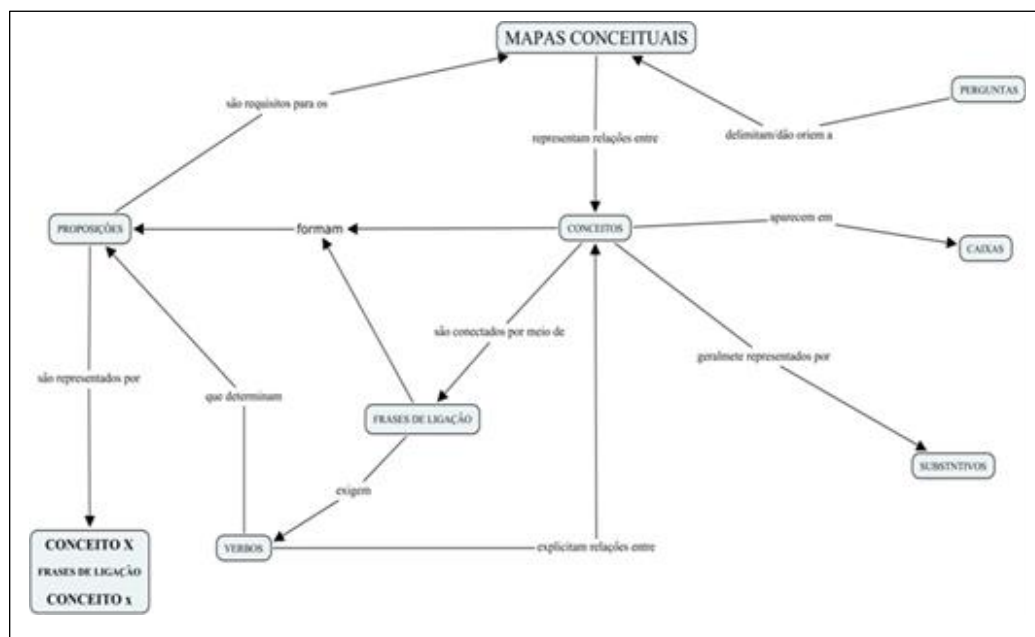 MAPAS CONCEITUAIS
PERGUNTAS
são requisitos para os
representam relações entre
delimitam/dão oriem a
PROPOSIÇÕES
formam
CONCEITOS
aparecem em
CAIXAS
são conectados por meio de
geralmete representados por
são representados por
que determinam
FRASES DE LIGAÇÃO
SUBSTNTIVOS
exigem
VERBOS
explicitam relações entre
CONCEITO X
FRASES DE LIGAÇÃO
CONCEITO x